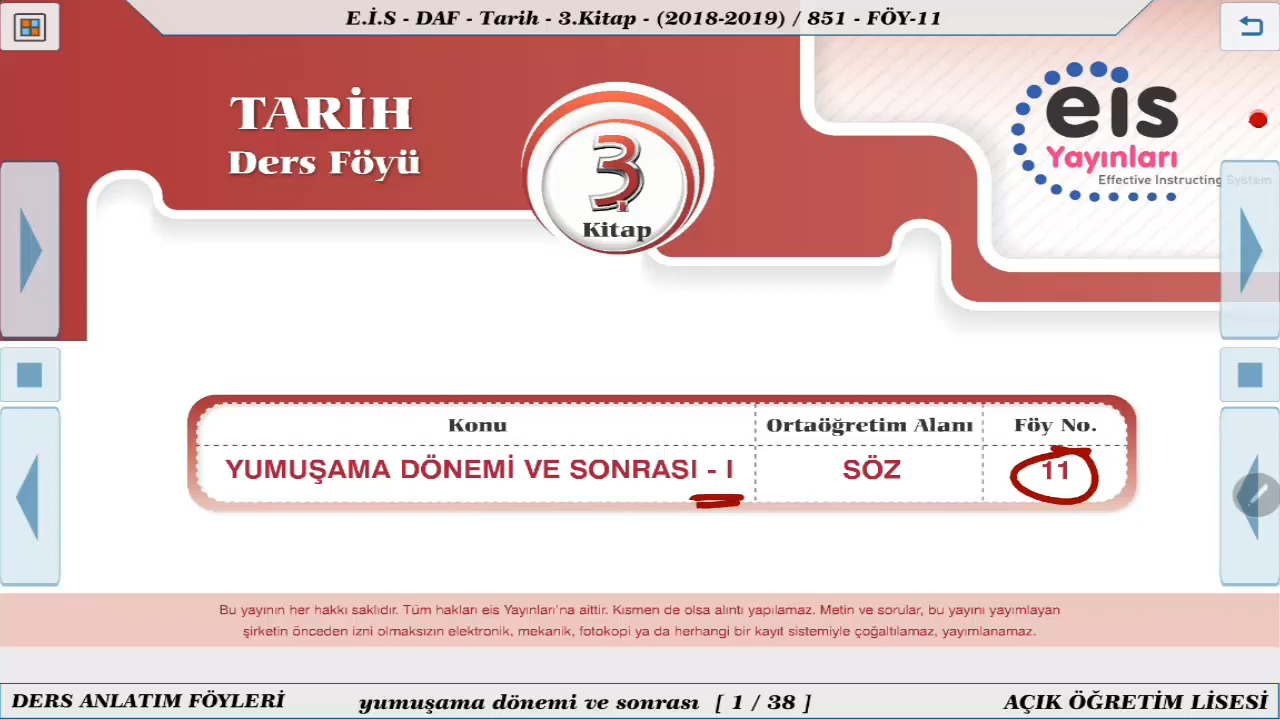 E.İ.S - DAF - Tarih - 3.Kitap - (2018-2019) / 851 - FÖY-11
TARİH
Ders Föyü
3.
Kitap
eis
Yayınları
Effective Instructing System
Konu
Ortaöğretim Alanı
Föy No.
YUMUŞAMA DÖNEMİ VE SONRASI - I
SÖZ
11
Bu yayının her hakkı saklıdır. Tüm hakları eis Yayınları'na aittir. Kısmen de olsa alıntı yapılamaz. Metin ve sorular, bu yayını yayımlayan
şirketin önceden izni olmaksızın elektronik, mekanik, fotokopi ya da herhangi bir kayıt sistemiyle çoğaltılamaz, yayımlanamaz.
DERS ANLATIM FÖYLERİ
yumuşama dönemi ve sonrası [ 1 / 38 ]
AÇIK ÖĞRETİM LİSESİ